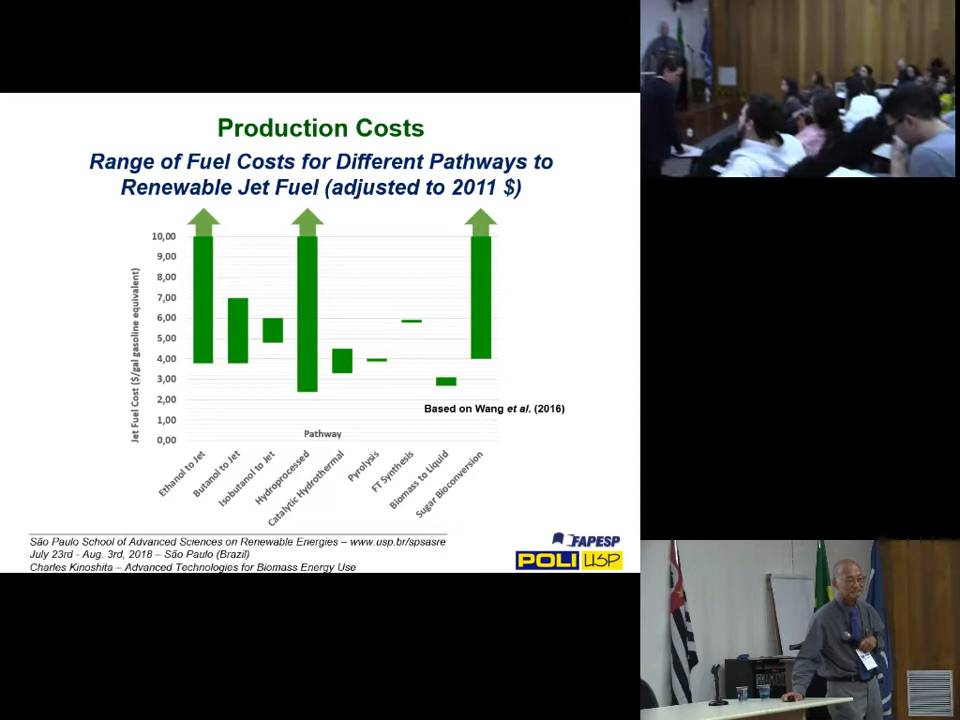 Production Costs
Range of Fuel Costs for Different Pathways to
Renewable Jet Fuel (adjusted to 2011 $)
Jet Fuel Cost ($/gal gasoline equivalent)
10,00
9,00
8,00
7,00
6,00
5,00
4,00
3,00
2,00
1,00
0,00
Based on Wang et al. (2016)
Pathway
Ethanol to Jet
Butanol to Jet
Isobutanol to Jet
Hydroprocessed
Catalytic Hydrothermal
Pyrolysis
FT Synthesis
Biomass to Liquid
Sugar Bioconversion
São Paulo School of Advanced Sciences on Renewable Energies – www.usp.br/spsasre
July 23rd - Aug. 3rd, 2018 – São Paulo (Brazil)
Charles Kinoshita – Advanced Technologies for Biomass Energy Use
FAPESP
POLI USP